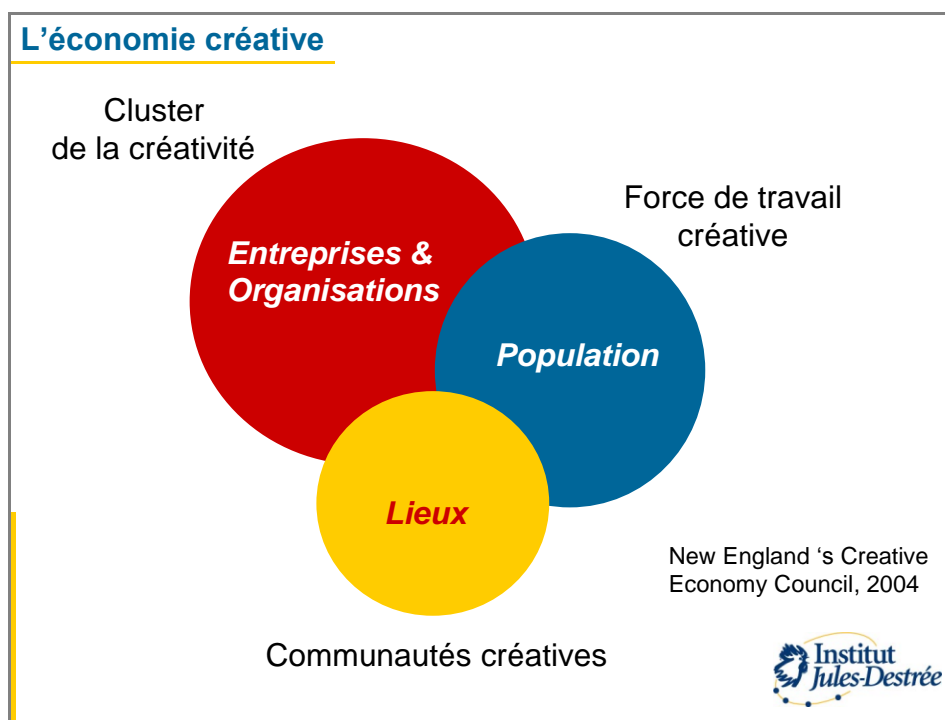 L’économie créative
Cluster
de la créativité
Force de travail
créative
Entreprises &
Organisations
Population
Lieux
New England ‘s Creative
Economy Council, 2004
Communautés créatives
Institut
Jules-Destrée